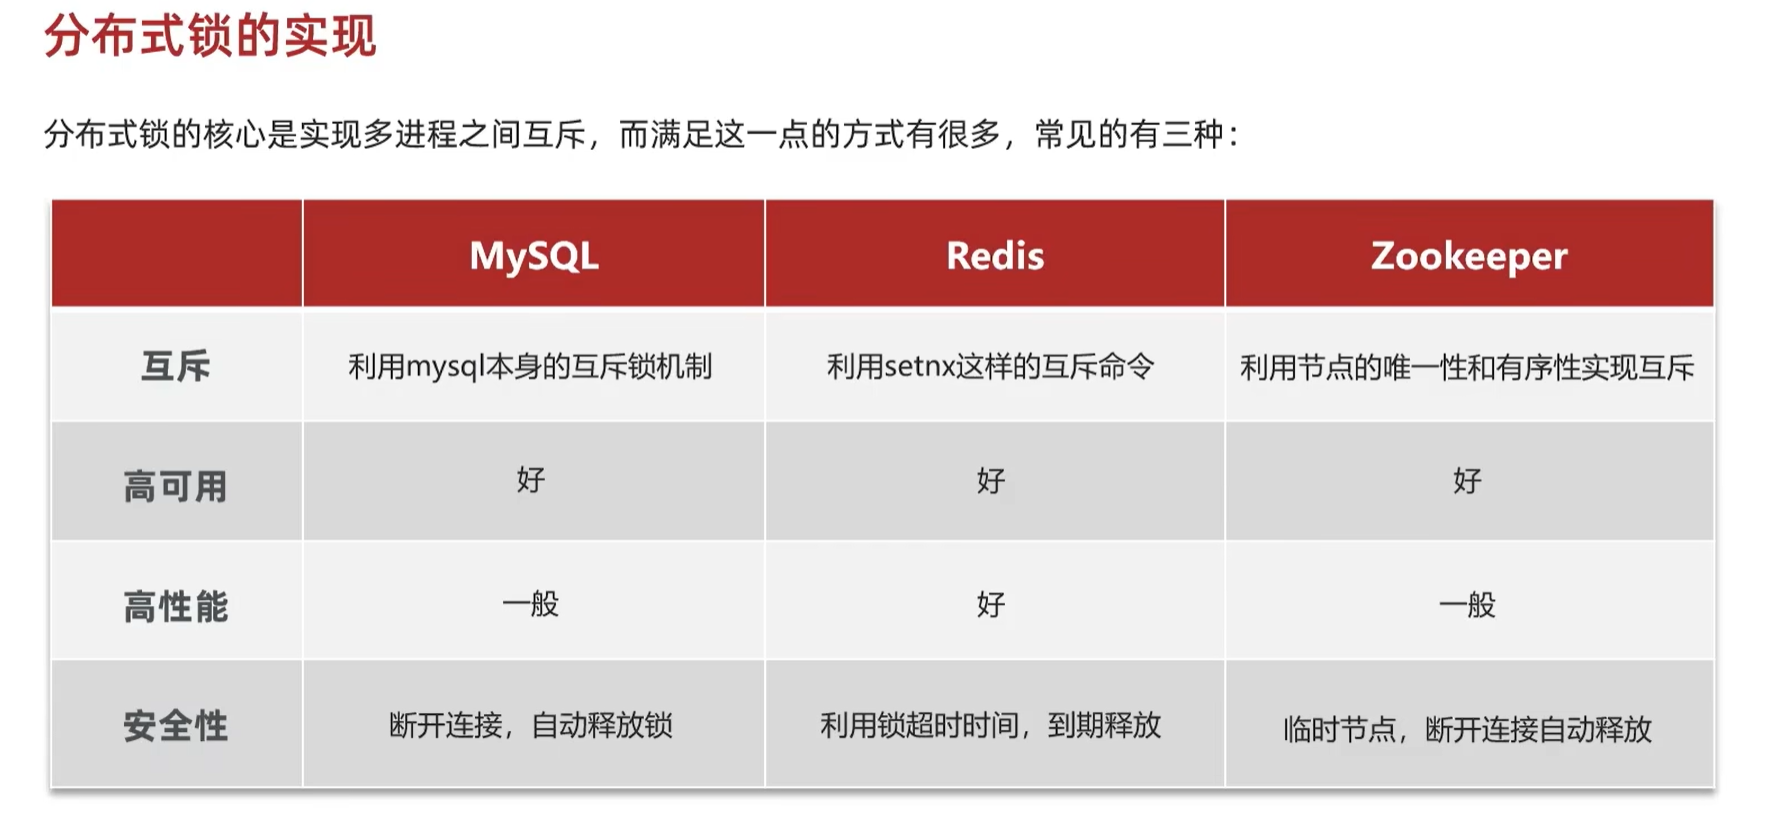 分布式锁的实现
分布式锁的核心是实现多进程之间互斥，而满足这一点的方式有很多，常见的有三种：
MySQL Redis Zookeeper
互斥 利用mysql本身的互斥锁机制 利用setnx这样的互斥命令 利用节点的唯一性和有序性实现互斥
高可用 好 好 好
高性能 一般 好 一般
安全性 断开连接，自动释放锁 利用锁超时时间，到期释放 临时节点，断开连接自动释放